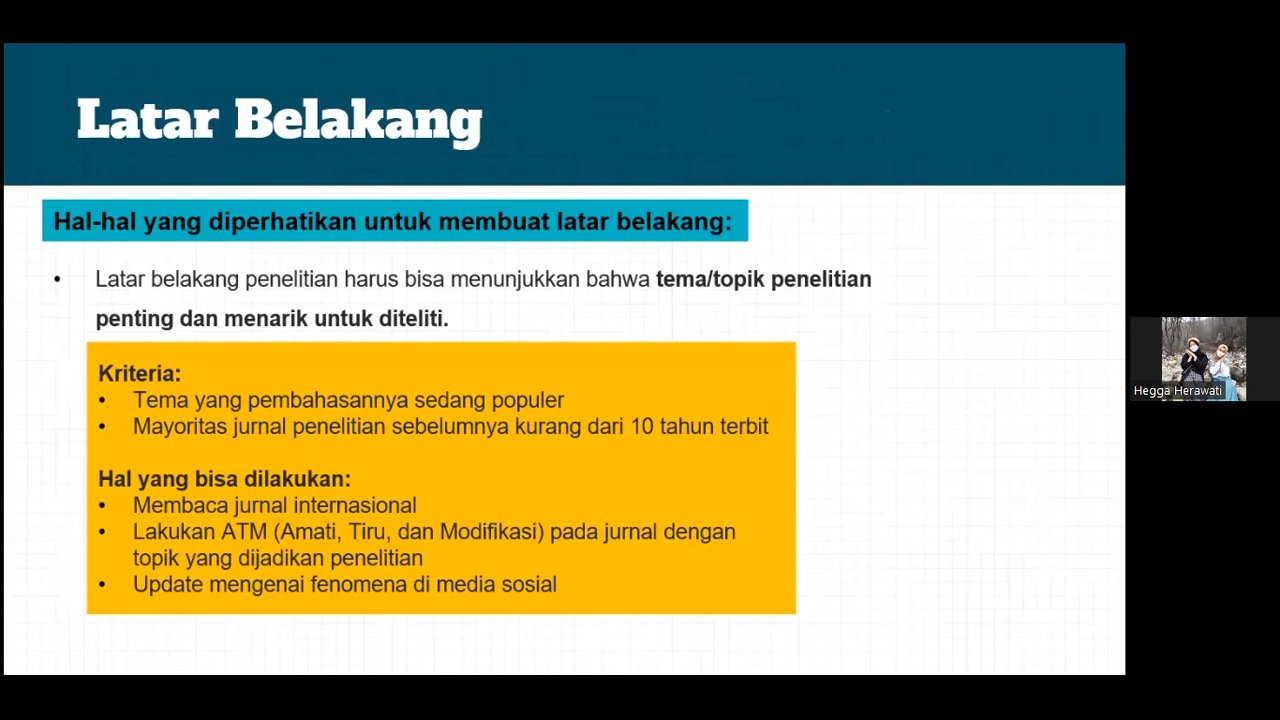 Latar Belakang
Hal-hal yang diperhatikan untuk membuat latar belakang:
• Latar belakang penelitian harus bisa menunjukkan bahwa tema/topik penelitian
penting dan menarik untuk diteliti.
Kriteria:
• Tema yang pembahasannya sedang populer
• Mayoritas jurnal penelitian sebelumnya kurang dari 10 tahun terbit
Hal yang bisa dilakukan:
• Membaca jurnal internasional
• Lakukan ATM (Amati, Tiru, dan Modifikasi) pada jurnal dengan
topik yang dijadikan penelitian
• Update mengenai fenomena di media sosial
Hegga Herawati